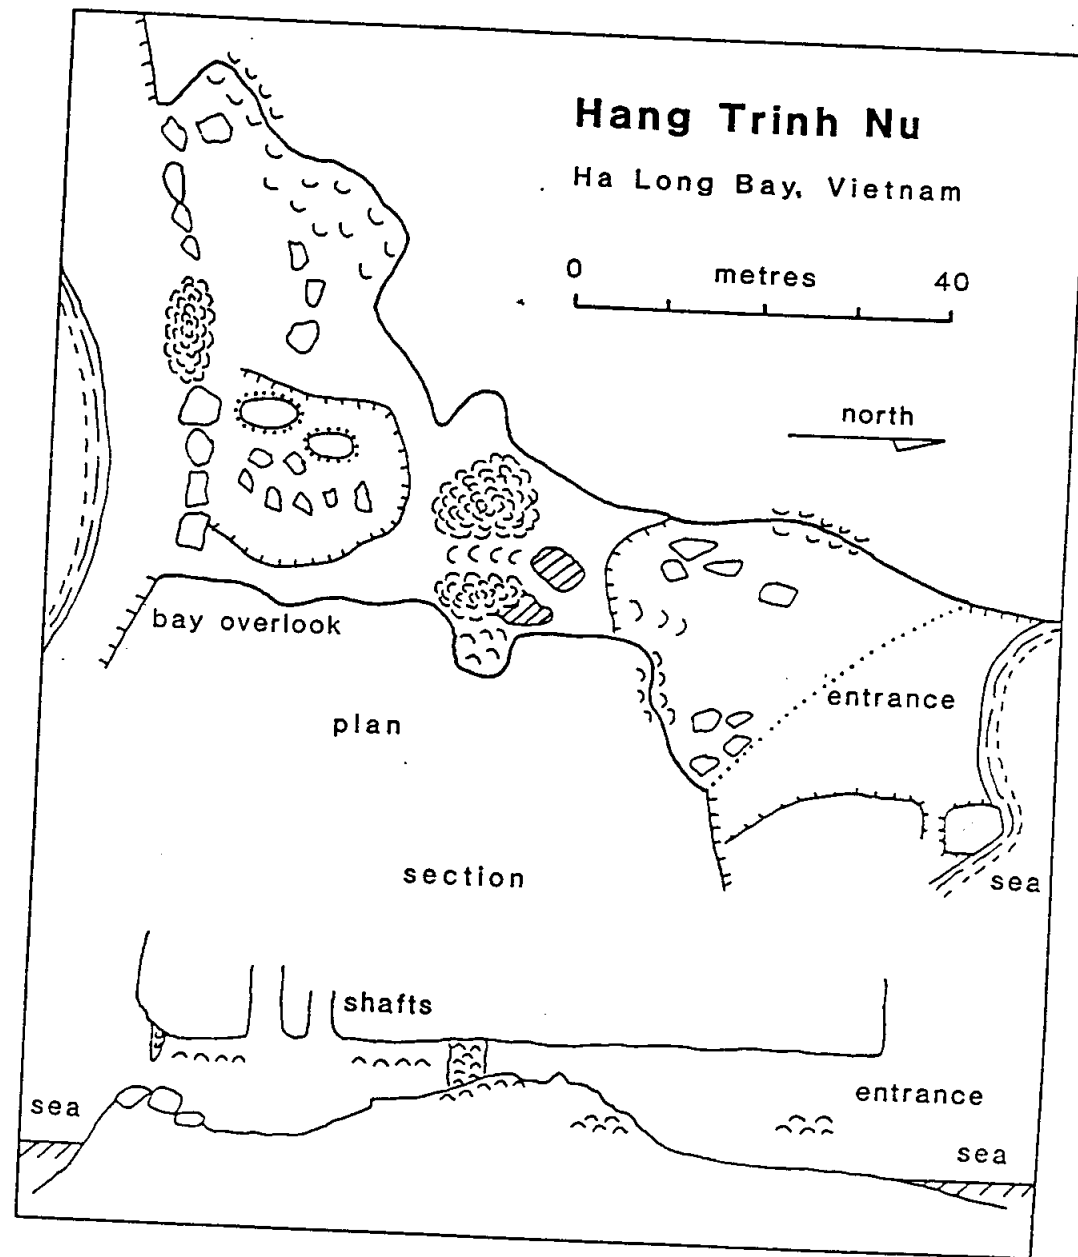 Hang Trinh Nu
Ha Long Bay, Vietnam
0 metres 40
north
bay overlook
entrance
plan
section
sea
shafts
entrance
sea
sea